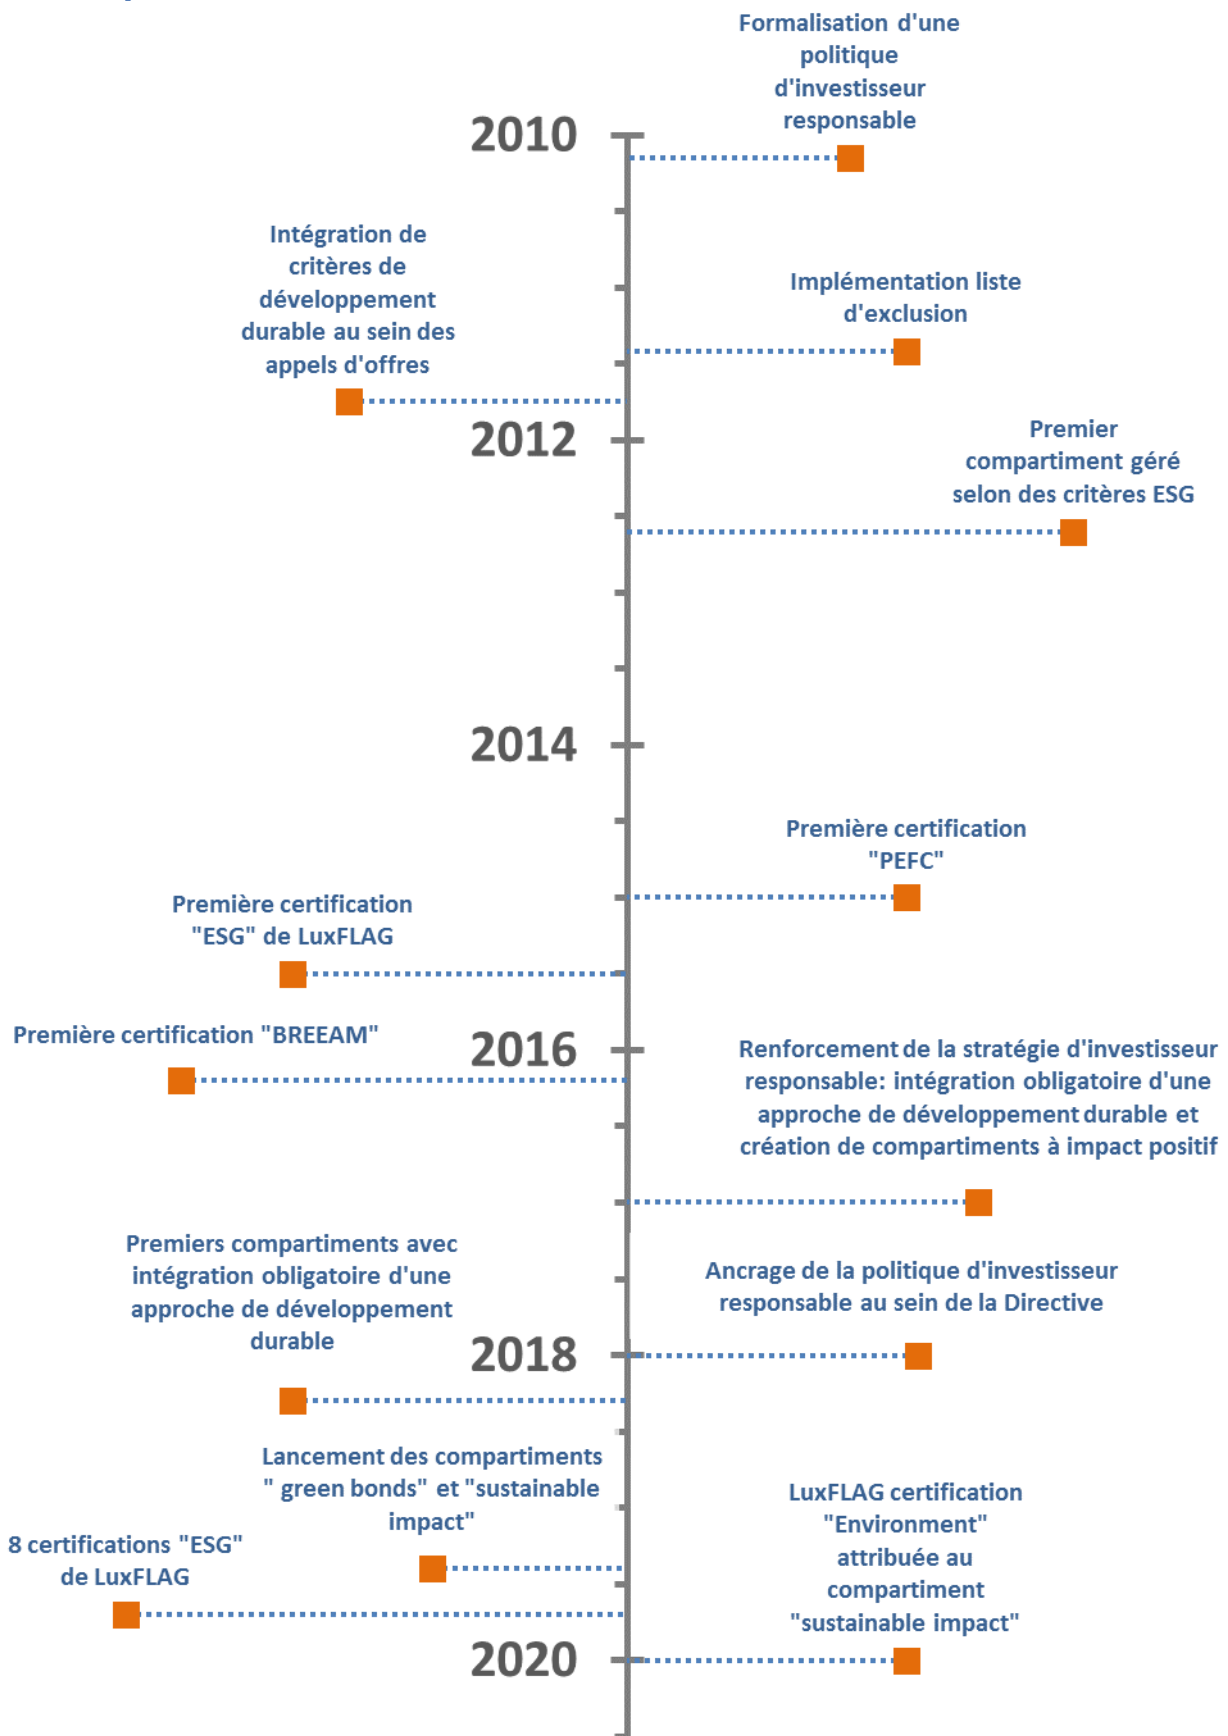 Formalisation d'une
politique
d'investisseur
responsable
2010
Intégration de
critères de
développement
durable au sein des
appels d'offres
Implémentation liste
d'exclusion
2012
Premier
compartiment géré
selon des critères ESG
2014
Première certification
"PEFC"
Première certification
"ESG" de LuxFLAG
Première certification "BREEAM"
2016
Renforcement de la stratégie d'investisseur
responsable: intégration obligatoire d'une
approche de développement durable et
création de compartiments à impact positif
Premiers compartiments avec
intégration obligatoire d'une
approche de développement
durable
Ancrage de la politique d'investisseur
responsable au sein de la Directive
2018
Lancement des compartiments
" green bonds" et "sustainable
impact"
LuxFLAG certification
"Environment"
attribuée au
compartiment
"sustainable impact"
8 certifications "ESG"
de LuxFLAG
2020